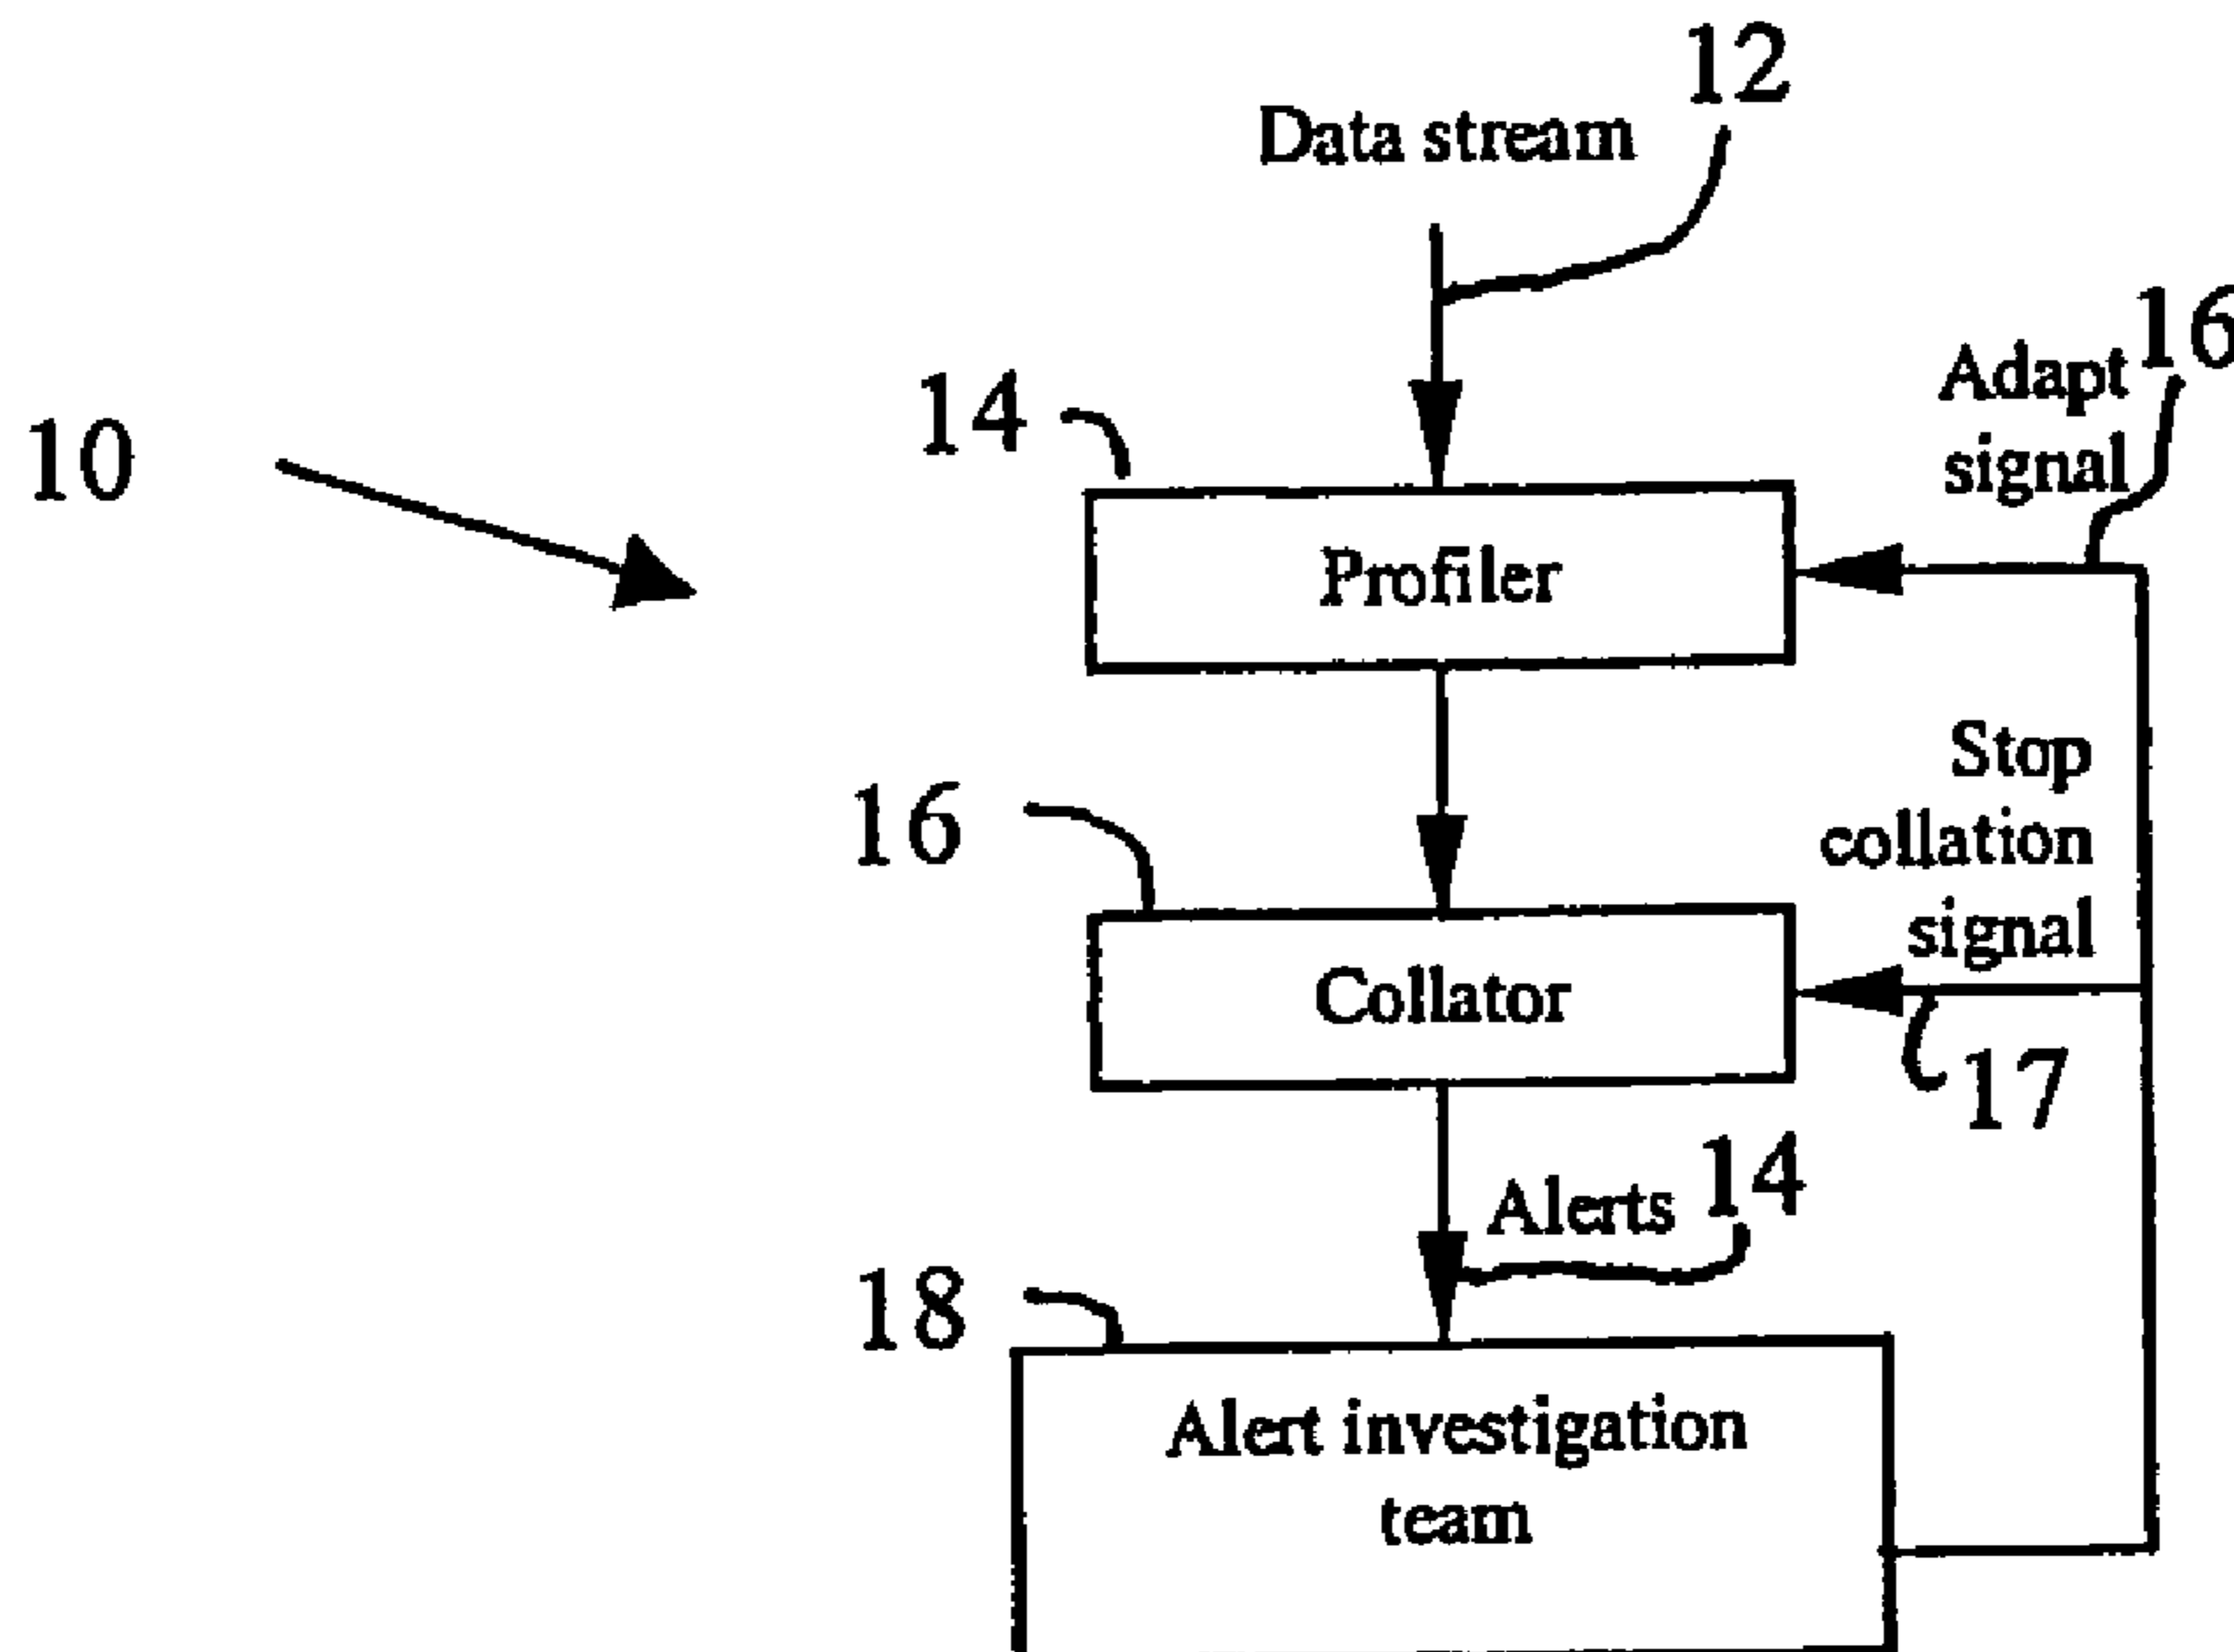 12
Data stream
16
Adapt
signal
14
10
Profiler
Stop
collation
signal
16
Collator
17
Alerts 14
18
Alert investigation
team